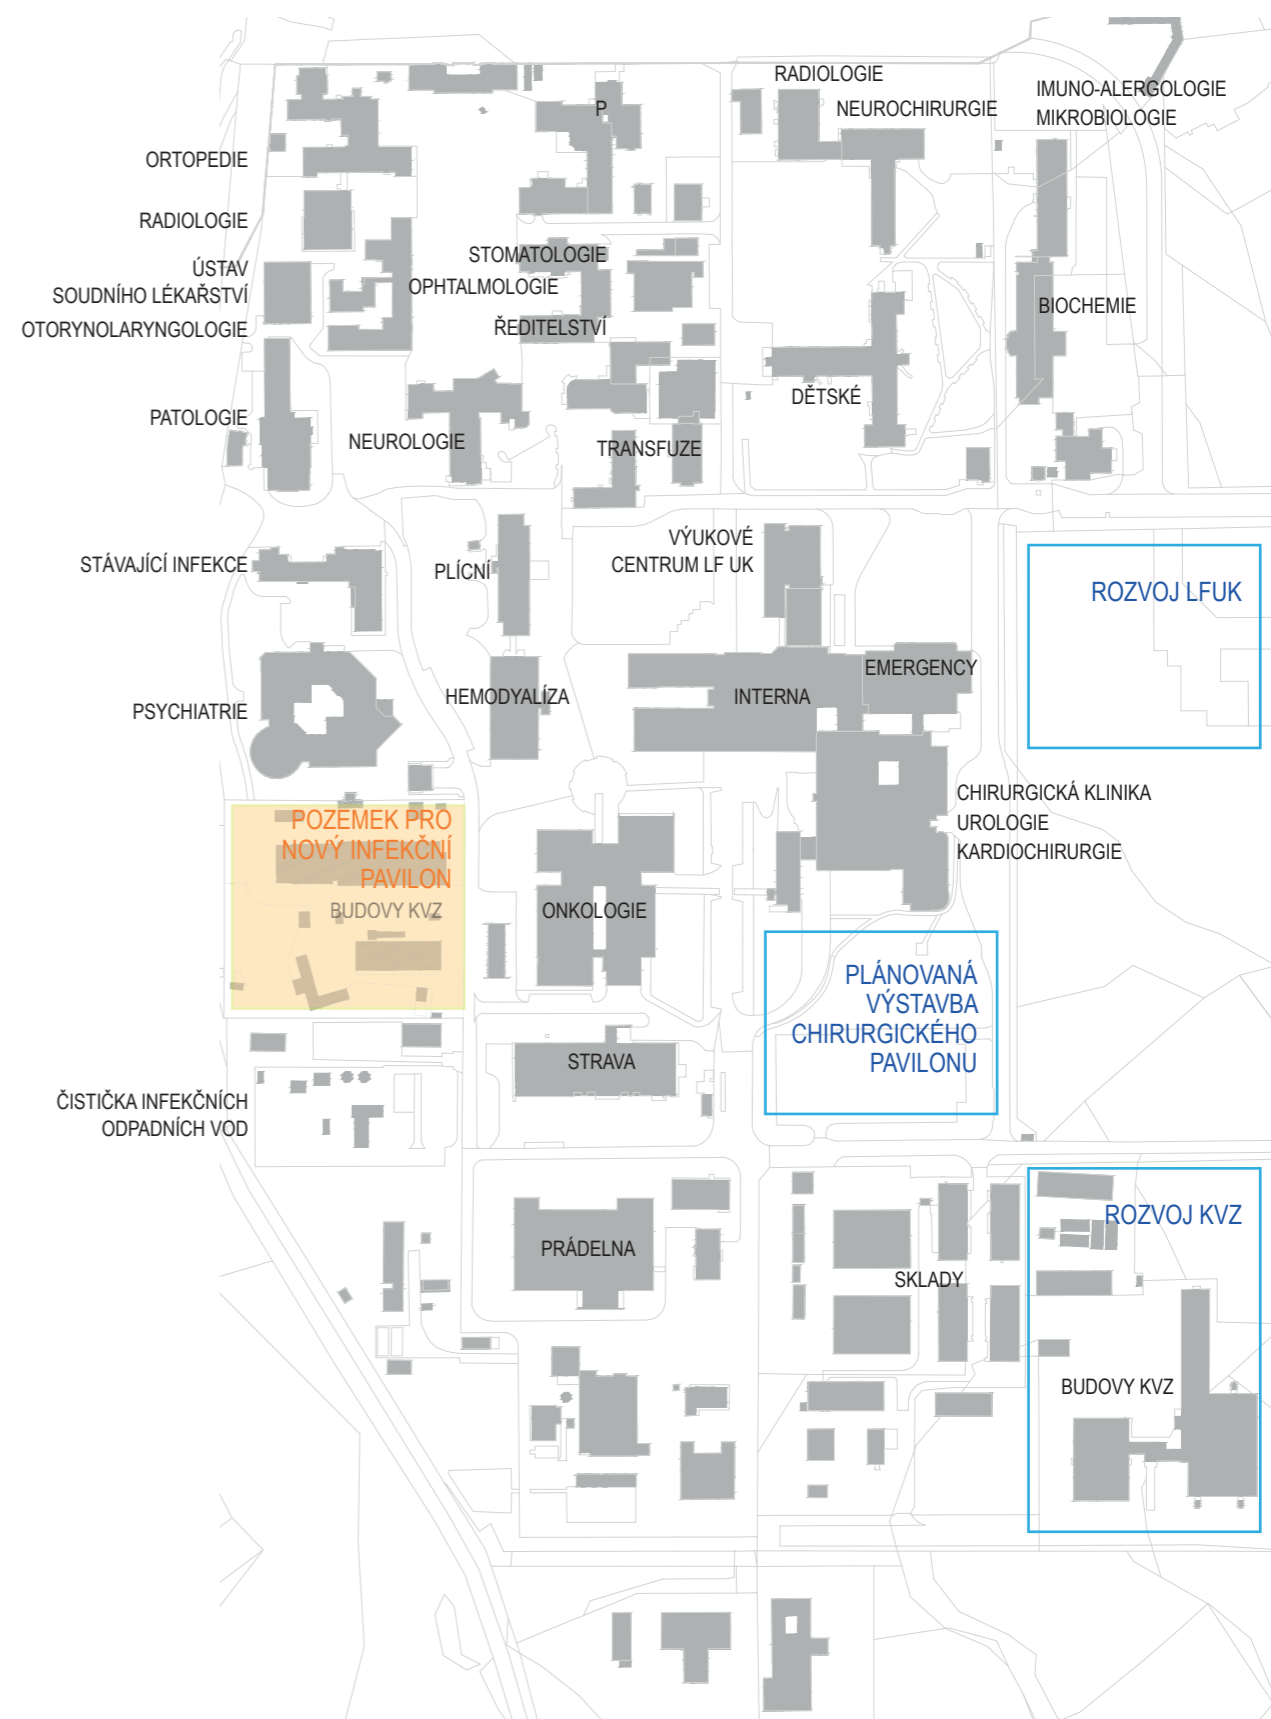 RADIOLOGIE
NEUROCHIRURGIE
IMUNO-ALERGOLOGIE
MIKROBIOLOGIE
P
ORTOPEDIE
RADIOLOGIE
ÚSTAV
SOUDNÍHO LÉKAŘSTVÍ
OTORYNOLARYNGOLOGIE
STOMATOLOGIE
OPHTALMOLOGIE
ŘEDITELSTVÍ
BIOCHEMIE
DĚTSKÉ
PATOLOGIE
NEUROLOGIE
TRANSFUZE
STÁVAJÍCÍ INFEKCE
PLÍCNÍ
VÝUKOVÉ
CENTRUM LF UK
ROZVOJ LFUK
PSYCHIATRIE
HEMODYALÍZA
INTERNA
EMERGENCY
CHIRURGICKÁ KLINIKA
UROLOGIE
KARDIOCHIRURGIE
POZEMEK PRO
NOVÝ INFEKČNÍ
PAVILON
BUDOVY KVZ
ONKOLOGIE
PLÁNOVANÁ
VÝSTAVBA
CHIRURGICKÉHO
PAVILONU
STRAVA
ČISTIČKA INFEKČNÍCH
ODPADNÍCH VOD
PRÁDELNA
SKLADY
ROZVOJ KVZ
BUDOVY KVZ